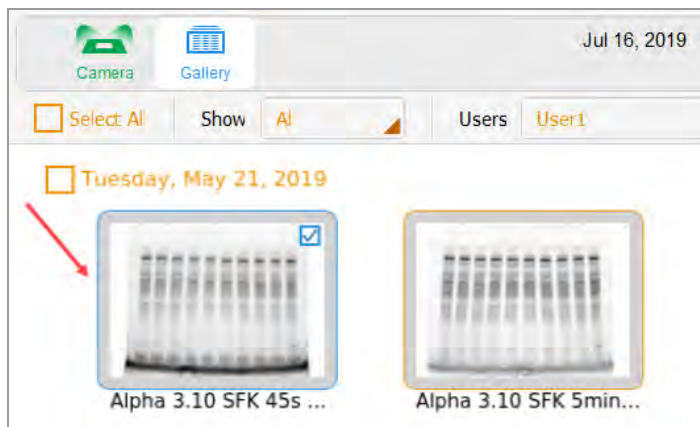 Jul 16, 2019
Camera Gallery
Select Al Show Al Users User1
Tuesday, May 21, 2019
Alpha 3.10 SFK 45s ... Alpha 3.10 SFK 5min...